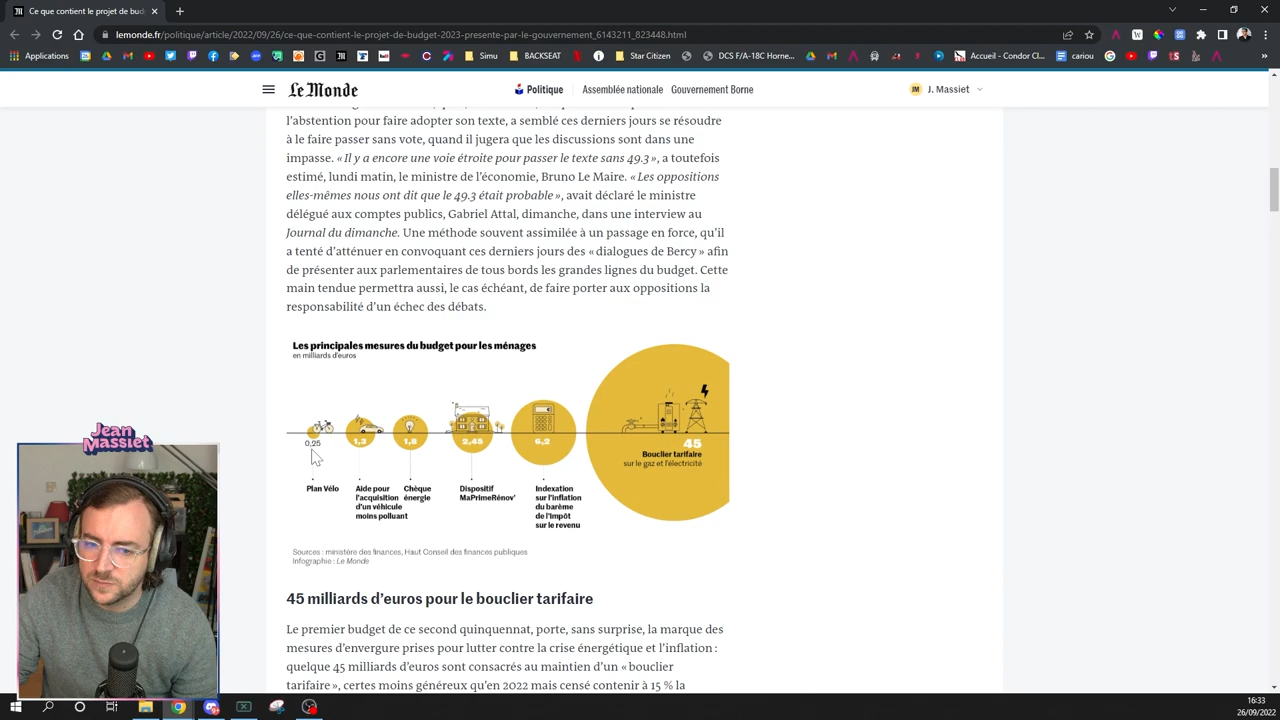 Ce que contient le projet de bud
lemonde.fr/politique/article/2022/09/26/ce-que-contient-le-projet-de-budget-2023-presente-par-le-gouvernement_6143211_823448.html
Applications
Simu
BACKSEAT
Star Citizen
DCS F/A-18C Horne...
Accueil - Condor Cl...
cariou
Le Monde
Politique
Assemblée nationale
Gouvernement Borne
JM
J. Massiet
l'abstention pour faire adopter son texte, a semblé ces derniers jours se résoudre
à le faire passer sans vote, quand il jugera que les discussions sont dans une
impasse. « Il y a encore une voie étroite pour passer le texte sans 49.3 », a toutefois
estimé, lundi matin, le ministre de l'économie, Bruno Le Maire. « Les oppositions
elles-mêmes nous ont dit que le 49.3 était probable », avait déclaré le ministre
délégué aux comptes publics, Gabriel Attal, dimanche, dans une interview au
Journal du dimanche. Une méthode souvent assimilée à un passage en force, qu'il
a tenté d'atténuer en convoquant ces derniers jours des « dialogues de Bercy » afin
de présenter aux parlementaires de tous bords les grandes lignes du budget. Cette
main tendue permettra aussi, le cas échéant, de faire porter aux oppositions la
responsabilité d'un échec des débats.
Les principales mesures du budget pour les ménages
en milliards d'euros
0,25
1,3
1,8
2,45
6,2
45
Bouclier tarifaire
sur le gaz et l'électricité
Plan Vélo
Aide pour
l'acquisition
d'un véhicule
moins polluant
Chèque
énergie
Dispositif
MaPrimeRénov'
Indexation
sur l'inflation
du barème
de l'impôt
sur le revenu
Sources : ministère des finances, Haut Conseil des finances publiques
Infographie : Le Monde
45 milliards d'euros pour le bouclier tarifaire
Le premier budget de ce second quinquennat, porte, sans surprise, la marque des
mesures d'envergure prises pour lutter contre la crise énergétique et l'inflation :
quelque 45 milliards d'euros sont consacrés au maintien d'un « bouclier
tarifaire », certes moins généreux qu'en 2022 mais censé contenir à 15 % la
Jean
Massiet
16:33
26/09/2022